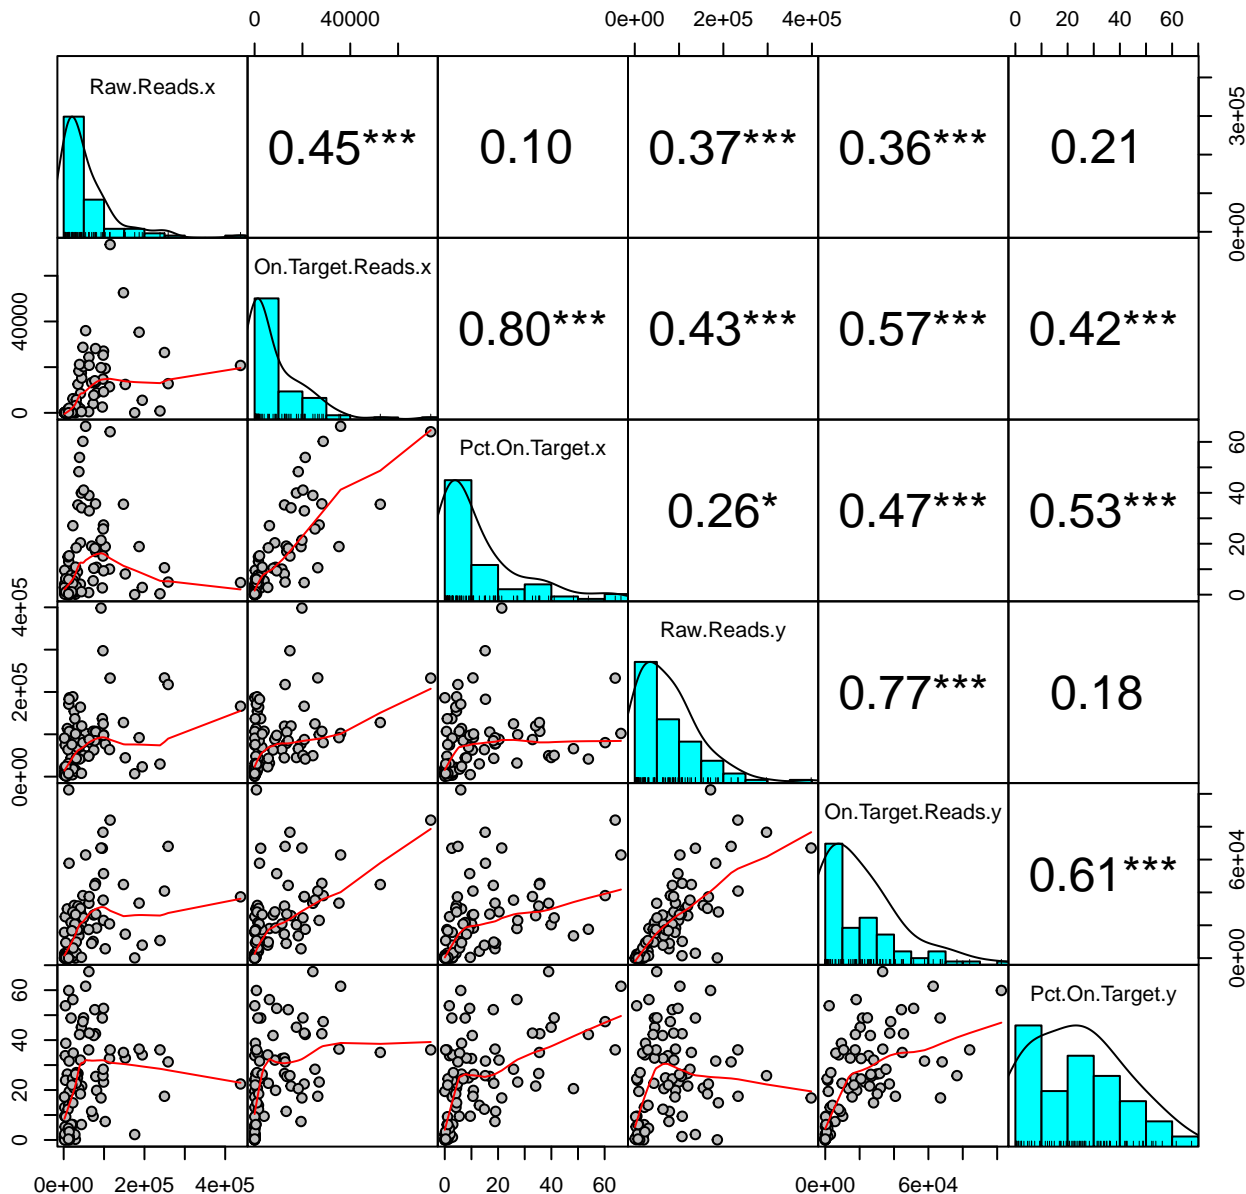 0 40000 0e+00 2e+05 4e+05 0 20 40 60
Raw.Reads.x 0.45*** 0.10 0.37*** 0.36*** 0.21 0e+00 3e+05
0 40000 On.Target.Reads.x 0.80*** 0.43*** 0.57*** 0.42***
Pct.On.Target.x 0.26* 0.47*** 0.53*** 0 20 40 60
0e+00 2e+05 4e+05 Raw.Reads.y 0.77*** 0.18
On.Target.Reads.y 0.61*** 0e+00 6e+04
0 20 40 60 Pct.On.Target.y
0e+00 2e+05 4e+05 0 20 40 60 0e+00 6e+04